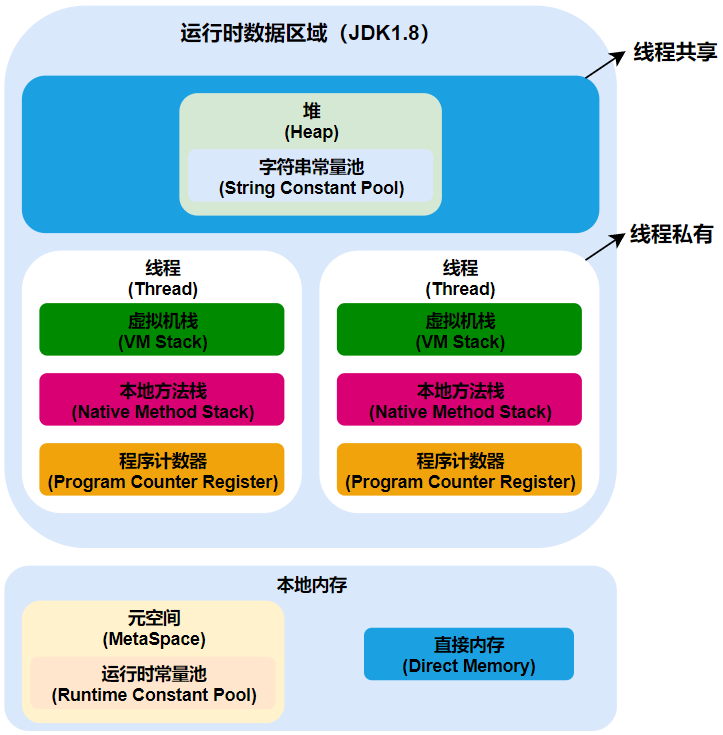 运行时数据区域（JDK1.8）
线程共享
堆
(Heap)
字符串常量池
(String Constant Pool)
线程私有
线程
(Thread)
虚拟机栈
(VM Stack)
本地方法栈
(Native Method Stack)
程序计数器
(Program Counter Register)
线程
(Thread)
虚拟机栈
(VM Stack)
本地方法栈
(Native Method Stack)
程序计数器
(Program Counter Register)
本地内存
元空间
(MetaSpace)
运行时常量池
(Runtime Constant Pool)
直接内存
(Direct Memory)